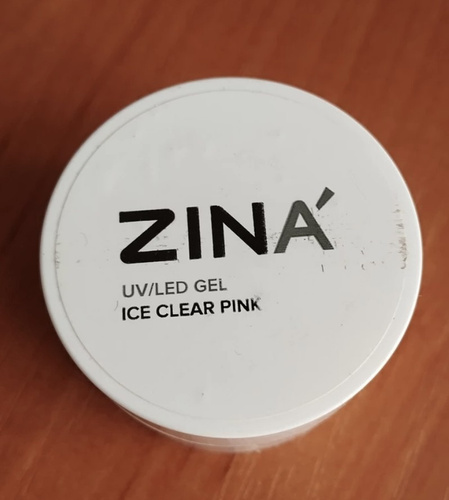 ZINÁ
UV/LED GEL
ICE CLEAR PINK